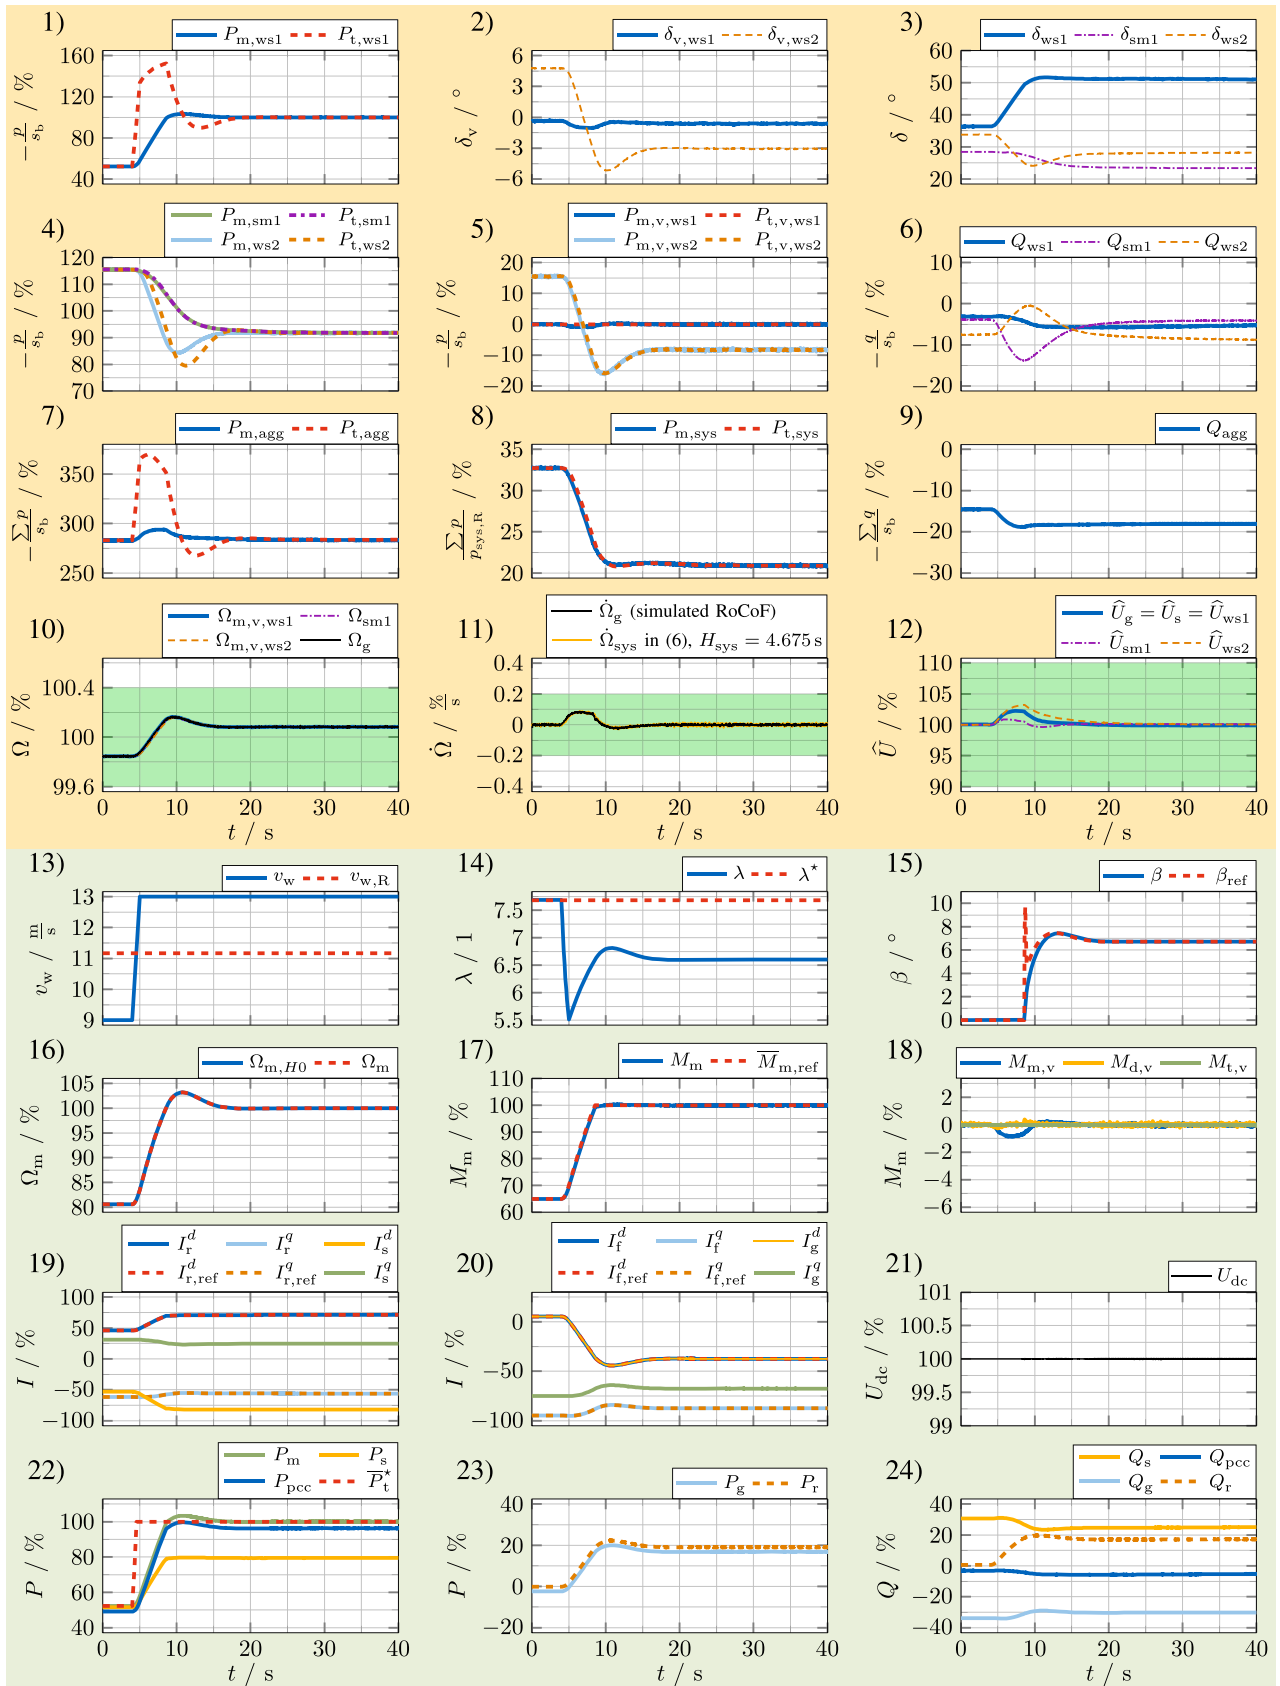 1)
P_m,ws1 P_t,ws1
160
120
80
40
−p/s_b / %
2)
δ_v,ws1 δ_v,ws2
6
3
0
−3
−6
δ_v / °
3)
δ_ws1 δ_sm1 δ_ws2
60
50
40
30
20
δ / °
4)
P_m,sm1 P_t,sm1
P_m,ws2 P_t,ws2
120
110
100
90
80
70
−p/s_b / %
5)
P_m,v,ws1 P_t,v,ws1
P_m,v,ws2 P_t,v,ws2
20
10
0
−10
−20
−p/s_b / %
6)
Q_ws1 Q_sm1 Q_ws2
10
0
−10
−20
−q/s_b / %
7)
P_m,agg P_t,agg
350
300
250
−∑p/s_b / %
8)
P_m,sys P_t,sys
35
30
25
20
∑p/p_sys,R / %
9)
Q_agg
0
−10
−20
−30
−∑q/s_b / %
10)
Ω_m,v,ws1 Ω_sm1
Ω_m,v,ws2 Ω_g
100.4
100
99.6
Ω / %
0 10 20 30 40
t / s
11)
Ω̇_g (simulated RoCoF)
Ω̇_sys in (6), H_sys = 4.675 s
0.4
0.2
0
−0.2
−0.4
Ω̇ / %/s
0 10 20 30 40
t / s
12)
Û_g = Û_s = Û_ws1
Û_sm1 Û_ws2
110
105
100
95
90
Û / %
0 10 20 30 40
t / s
13)
v_w v_w,R
13
12
11
10
9
v_w / m/s
14)
λ λ⋆
7.5
7
6.5
6
5.5
λ / 1
15)
β β_ref
10
8
6
4
2
0
β / °
16)
Ω_m,H0 Ω_m
105
100
95
90
85
80
Ω_m / %
17)
M_m M̅_m,ref
110
100
90
80
70
60
M_m / %
18)
M_m,v M_d,v M_t,v
2
0
−2
−4
−6
M_m / %
19)
I_r^d I_r^q I_s^d
I_r,ref^d I_r,ref^q I_s^q
100
50
0
−50
−100
I / %
20)
I_f^d I_f^q I_g^d
I_f,ref^d I_f,ref^q I_g^q
0
−50
−100
I / %
21)
U_dc
101
100.5
100
99.5
99
U_dc / %
22)
P_m P_s
P_pcc P̅_t⋆
100
80
60
40
P / %
0 10 20 30 40
t / s
23)
P_g P_r
40
20
0
−20
P / %
0 10 20 30 40
t / s
24)
Q_s Q_pcc
Q_g Q_r
40
20
0
−20
−40
Q / %
0 10 20 30 40
t / s